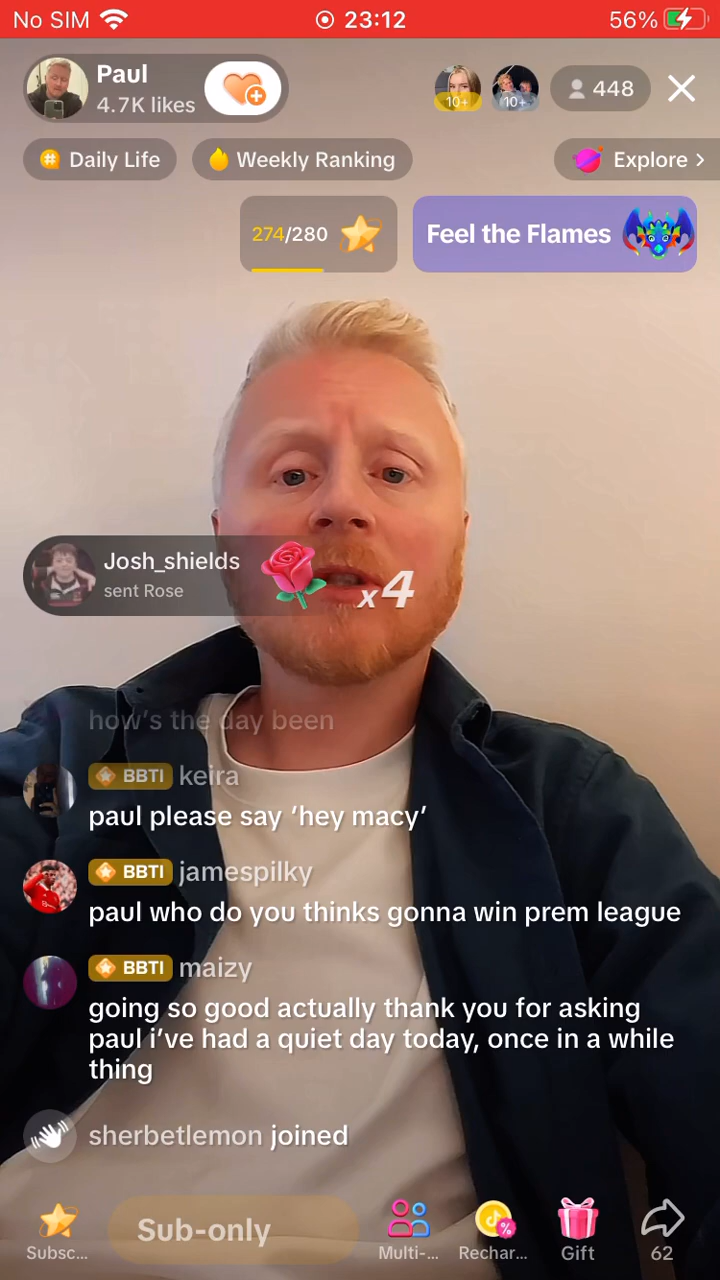 No SIM 23:12 56%
Paul
4.7K likes
10+ 10+ 448
Daily Life Weekly Ranking Explore >
274/280 Feel the Flames
Josh_shields
sent Rose
x4
how's the day been
BBTI keira
paul please say 'hey macy'
BBTI jamespilky
paul who do you thinks gonna win prem league
BBTI maizy
going so good actually thank you for asking
paul i've had a quiet day today, once in a while
thing
sherbetlemon joined
Sub-only
Subsc... Multi-... Rechar... Gift 62